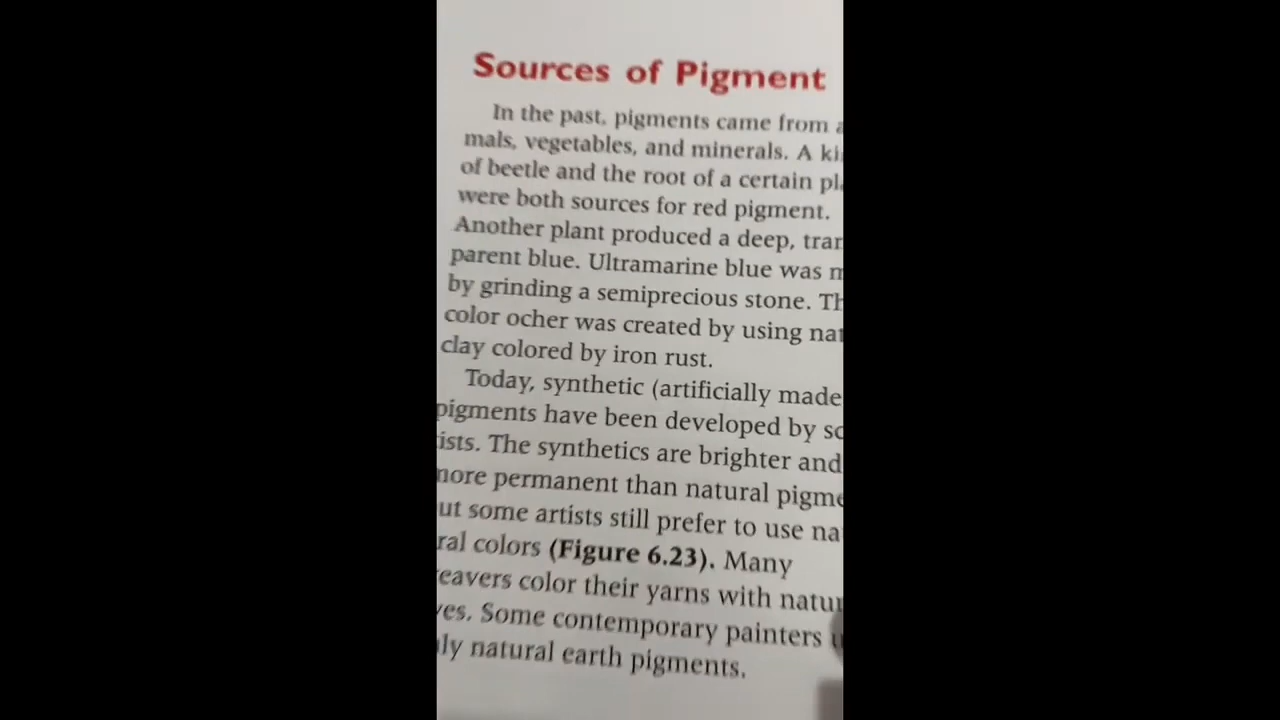 Sources of Pigment
In the past, pigments came from a
mals, vegetables, and minerals. A ki
of beetle and the root of a certain pla
were both sources for red pigment.
Another plant produced a deep, tran
parent blue. Ultramarine blue was m
by grinding a semiprecious stone. Th
color ocher was created by using nat
clay colored by iron rust.
Today, synthetic (artificially made
pigments have been developed by sc
ists. The synthetics are brighter and
more permanent than natural pigme
ut some artists still prefer to use na
ral colors (Figure 6.23). Many
eavers color their yarns with natur
yes. Some contemporary painters u
ly natural earth pigments.